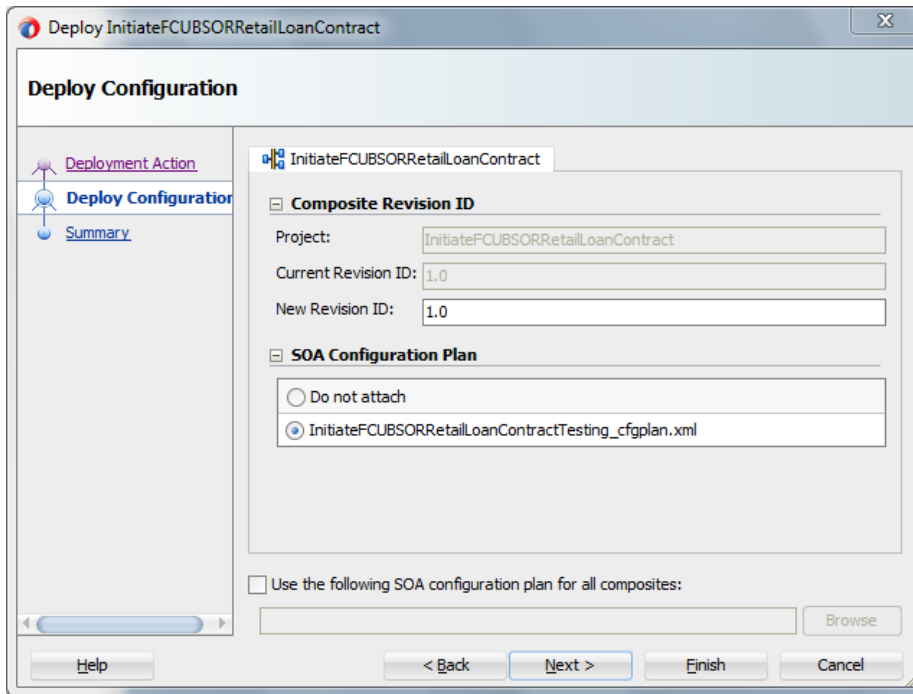 Deploy InitiateFCUBSORRetailLoanContract
Deploy Configuration
Deployment Action
Deploy Configuration
Summary
InitiateFCUBSORRetailLoanContract
Composite Revision ID
Project: InitiateFCUBSORRetailLoanContract
Current Revision ID: 1.0
New Revision ID: 1.0
SOA Configuration Plan
Do not attach
InitiateFCUBSORRetailLoanContractTesting_cfgplan.xml
Use the following SOA configuration plan for all composites:
Browse
Help < Back Next > Finish Cancel